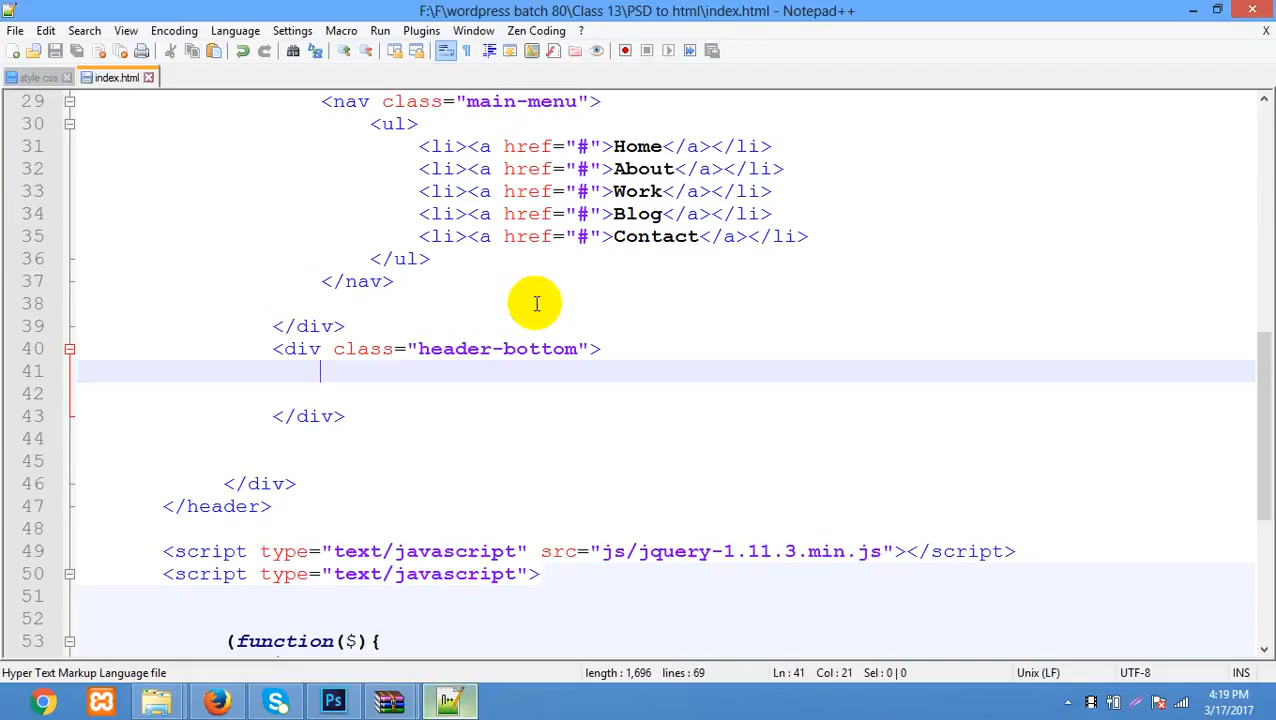 F:\F\wordpress batch 80\Class 13\PSD to html\index.html - Notepad++
File Edit Search View Encoding Language Settings Macro Run Plugins Window Zen Coding ? X
style.css index.html
29 <nav class="main-menu">
30 <ul>
31 <li><a href="#">Home</a></li>
32 <li><a href="#">About</a></li>
33 <li><a href="#">Work</a></li>
34 <li><a href="#">Blog</a></li>
35 <li><a href="#">Contact</a></li>
36 </ul>
37 </nav>
38
39 </div>
40 <div class="header-bottom">
41
42
43 </div>
44
45
46 </div>
47 </header>
48
49 <script type="text/javascript" src="js/jquery-1.11.3.min.js"></script>
50 <script type="text/javascript">
51
52
53 (function($){
Hyper Text Markup Language file length : 1,696 lines : 69 Ln : 41 Col : 21 Sel : 0 | 0 Unix (LF) UTF-8 INS
4:19 PM
3/17/2017